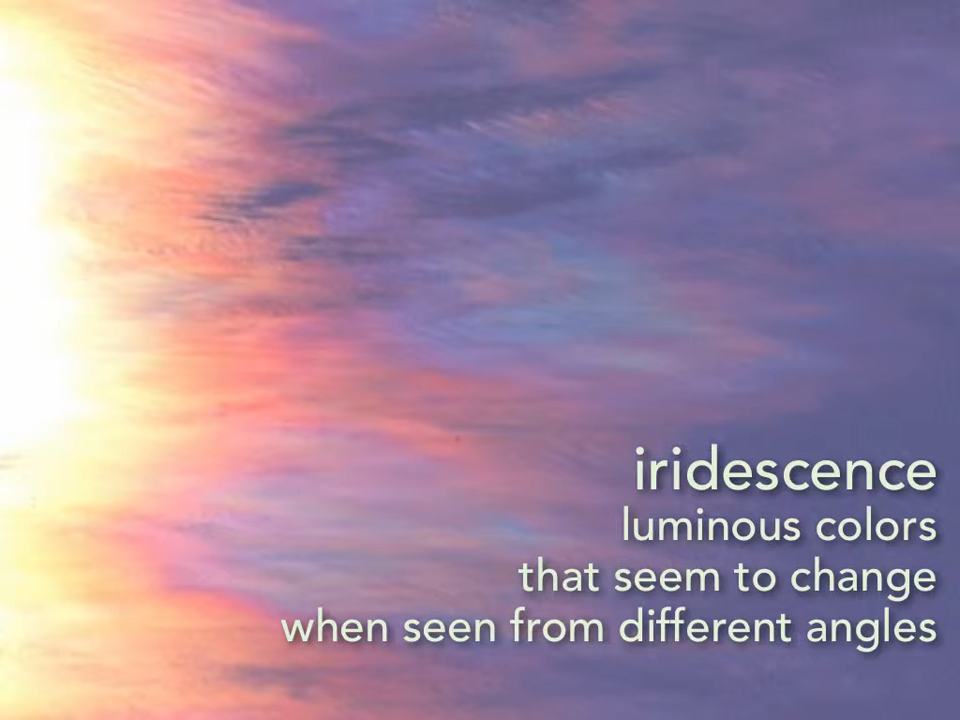 iridescence
luminous colors
that seem to change
when seen from different angles